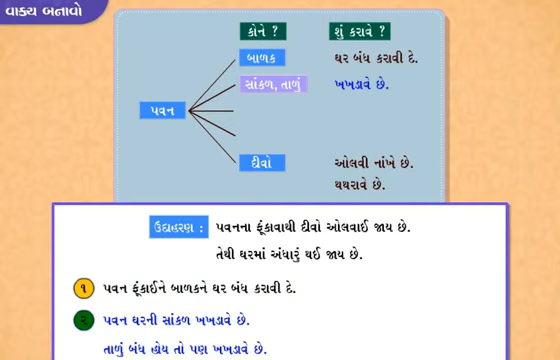 વાક્ય બનાવો
કોને ? શું કરાવે ?
બાળક ઘર બંધ કરાવી દે.
સાંકળ, તાળું ખખડાવે છે.
પવન
દીવો ઓલવી નાંખે છે.
થથરાવે છે.
ઉદાહરણ : પવનના ફૂંકાવાથી દીવો ઓલવાઈ જાય છે.
તેથી ઘરમાં અંધારું થઈ જાય છે.
૧ પવન ફૂંકાઈને બાળકને ઘર બંધ કરાવી દે.
૨ પવન ઘરની સાંકળ ખખડાવે છે.
તાળું બંધ હોય તો પણ ખખડાવે છે.